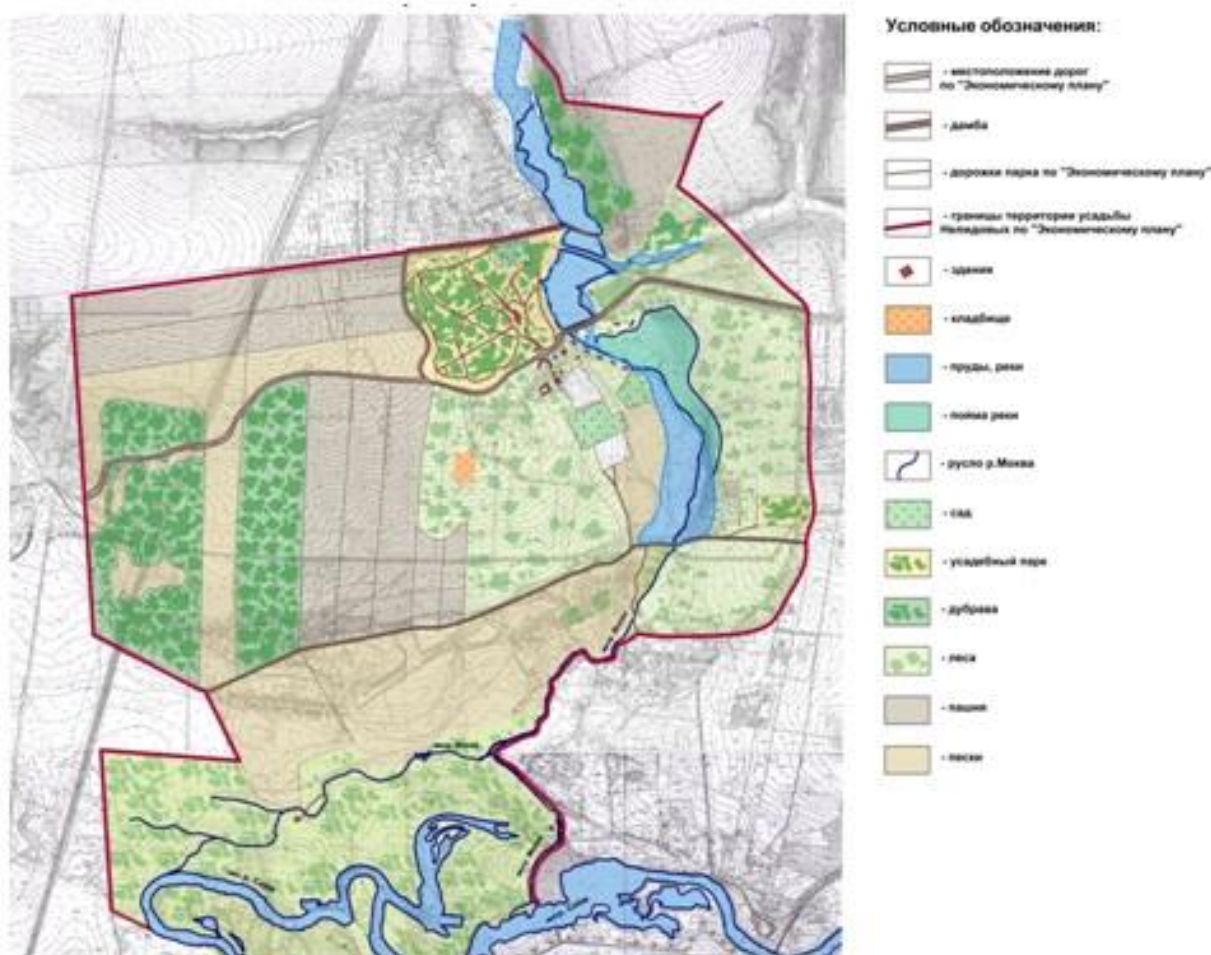 Условные обозначения:
- местоположение дорог
по "Экономическому плану"
- дамба
- дорожки парка по "Экономическому плану"
- границы территории усадьбы
Нелидовых по "Экономическому плану"
- здания
- кладбище
- пруды, реки
- пойма реки
- русло р.Моква
- сад
- усадебный парк
- дубрава
- леса
- пашня
- пески